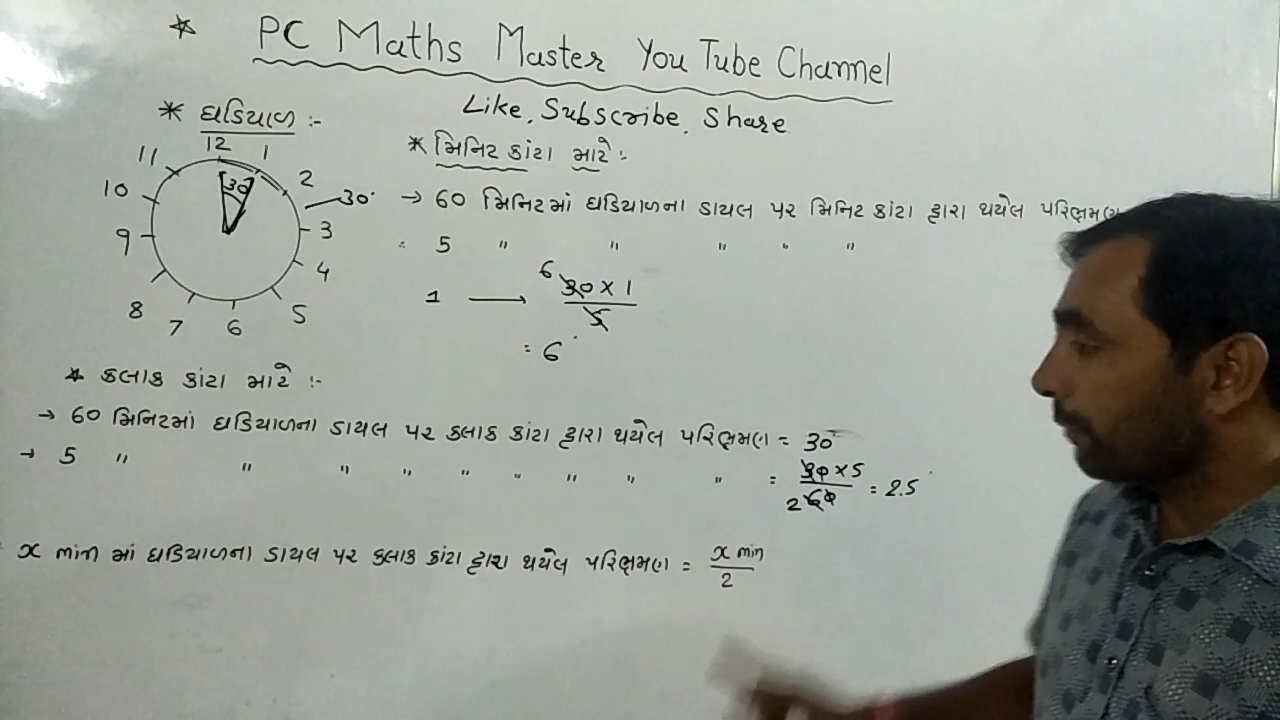 * PC Maths Master YouTube Channel
Like, Subscribe, Share
* ઘડિયાળ :-
12
1
2
3
4
5
6
7
8
9
10
11
30
30°
* મિનિટ કાંટા માટે :-
→ 60 મિનિટમાં ઘડિયાળના ડાયલ પર મિનિટ કાંટા દ્વારા થયેલ પરિભ્રમણ
∴ 5 " " " " "
1 → 6 30 × 1 / 5
= 6°
* કલાક કાંટા માટે :-
→ 60 મિનિટમાં ઘડિયાળના ડાયલ પર કલાક કાંટા દ્વારા થયેલ પરિભ્રમણ = 30°
→ 5 " " " " " " " " " = 30 × 5 / 2 60 = 2.5°
x min માં ઘડિયાળના ડાયલ પર કલાક કાંટા દ્વારા થયેલ પરિભ્રમણ = x min / 2